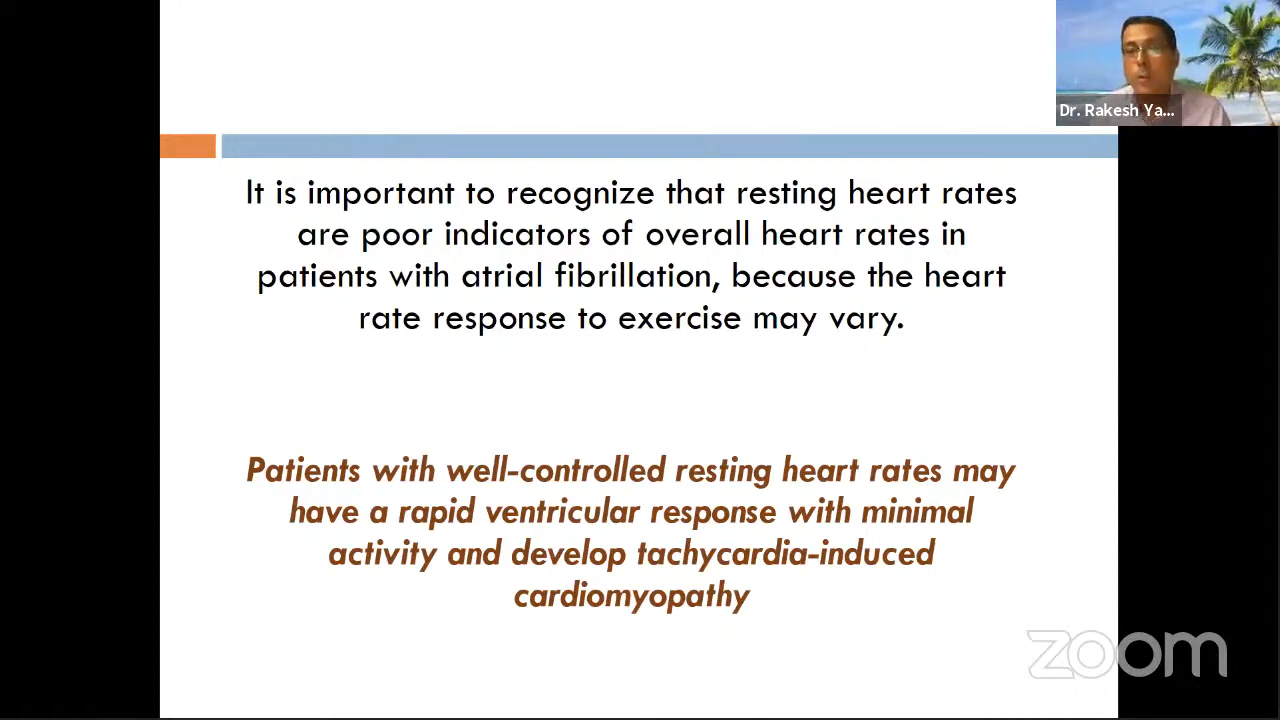 Dr. Rakesh Ya...
It is important to recognize that resting heart rates
are poor indicators of overall heart rates in
patients with atrial fibrillation, because the heart
rate response to exercise may vary.
Patients with well-controlled resting heart rates may
have a rapid ventricular response with minimal
activity and develop tachycardia-induced
cardiomyopathy
zoom